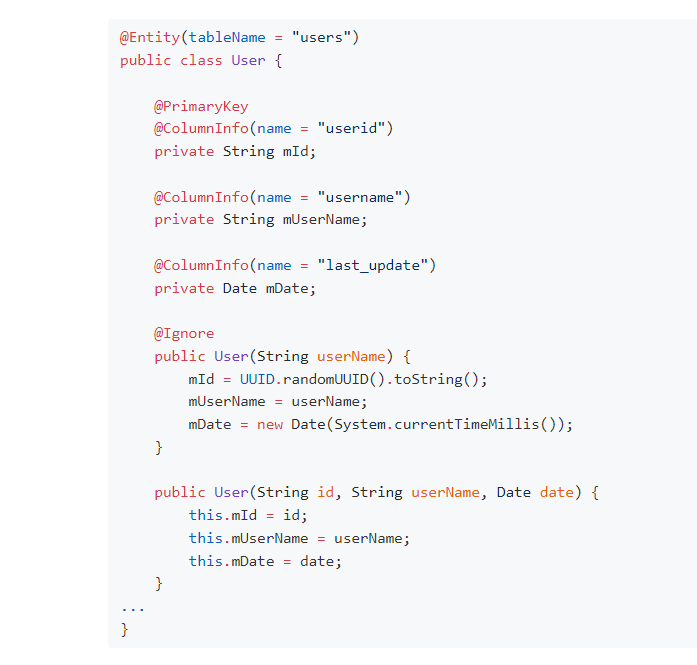 @Entity(tableName = "users")
public class User {
@PrimaryKey
@ColumnInfo(name = "userid")
private String mId;
@ColumnInfo(name = "username")
private String mUserName;
@ColumnInfo(name = "last_update")
private Date mDate;
@Ignore
public User(String userName) {
mId = UUID.randomUUID().toString();
mUserName = userName;
mDate = new Date(System.currentTimeMillis());
}
public User(String id, String userName, Date date) {
this.mId = id;
this.mUserName = userName;
this.mDate = date;
}
...
}